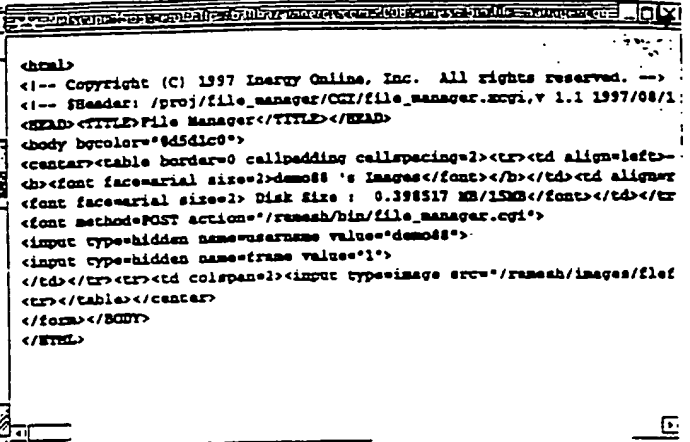 <html>
<!-- Copyright (C) 1997 Inergy Online, Inc. All rights reserved. -->
<!-- $Header: /proj/file_manager/CGI/file_manager.xcgi,v 1.1 1997/08/1
<HEAD><TITLE>File Manager</TITLE></HEAD>
<body bgcolor="#d5d1c0">
<center><table border=0 callpadding callspacing=2><tr><td align=left>
<b><font face=arial size=2>demo88 's Images</font></b></td><td align=r
<font face=arial size=2> Disk Size : 0.398517 MB/15MB</font></td></tr
<font method=POST action="/ramesh/bin/file_manager.cgi">
<input type=hidden name=username value="demo88">
<input type=hidden name=frame value="1">
</td></tr><tr><td colspan=2><input type=image src="/ramesh/images/flef
<tr></table></center>
</form></BODY>
</HTML>